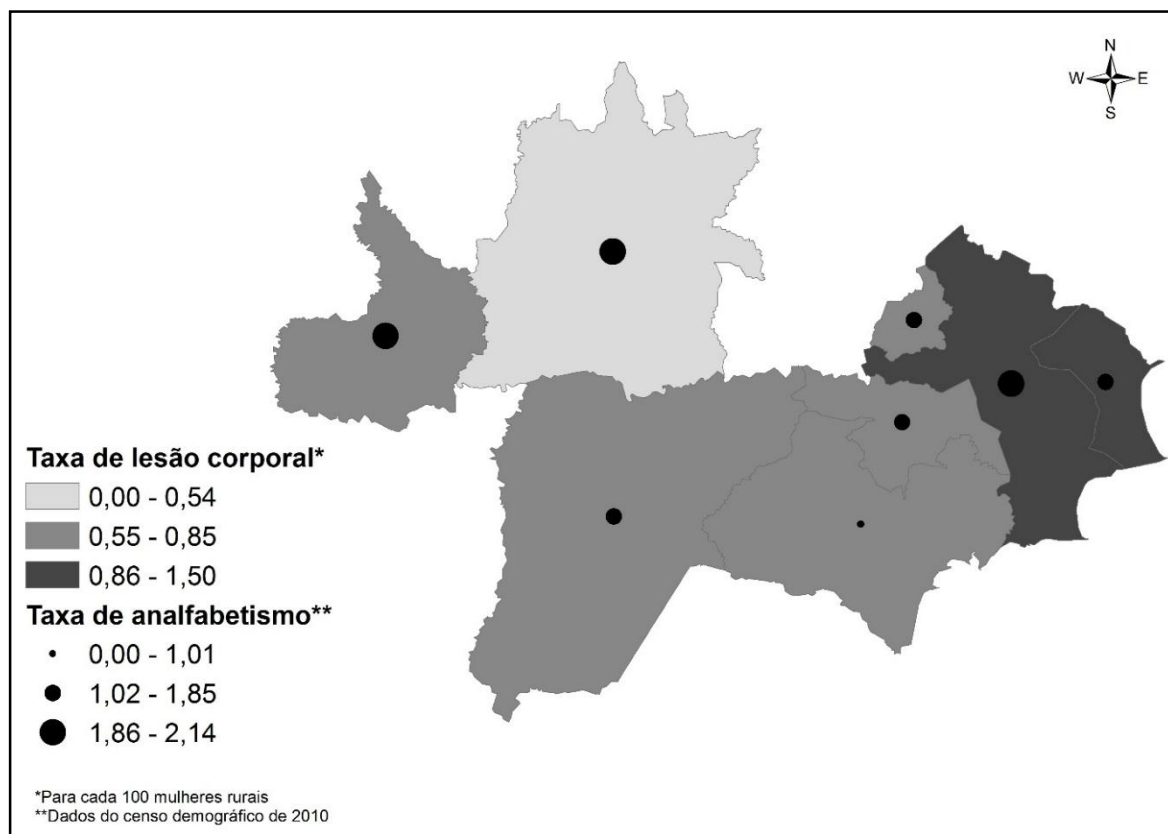 N
W E
S
Taxa de lesão corporal*
0,00 - 0,54
0,55 - 0,85
0,86 - 1,50
Taxa de analfabetismo**
0,00 - 1,01
1,02 - 1,85
1,86 - 2,14
*Para cada 100 mulheres rurais
**Dados do censo demográfico de 2010